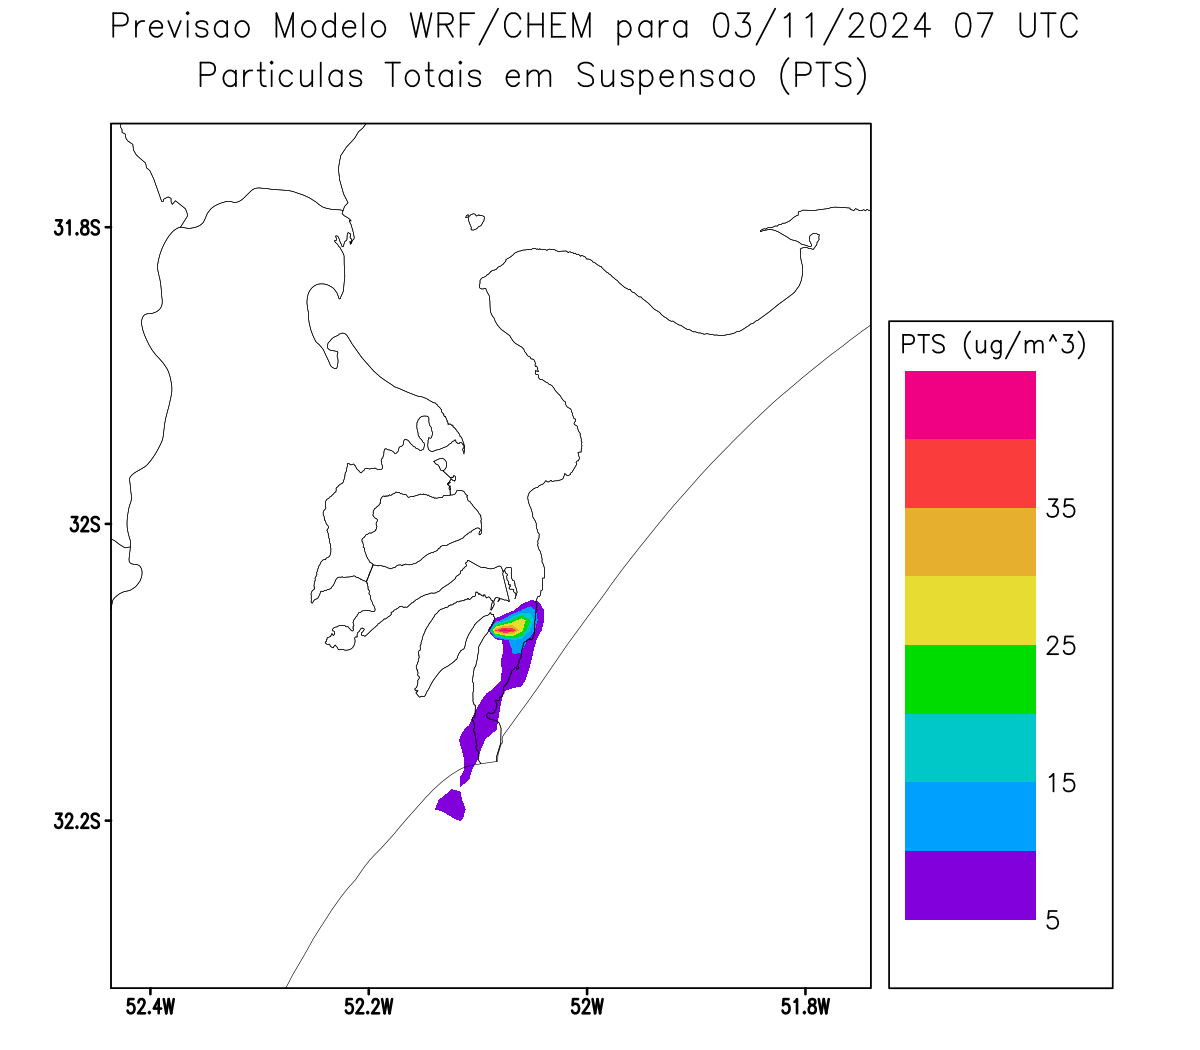 Previsao Modelo WRF/CHEM para 03/11/2024 07 UTC
Particulas Totais em Suspensao (PTS)
31.8S
32S
32.2S
52.4W
52.2W
52W
51.8W
PTS (ug/m^3)
35
25
15
5